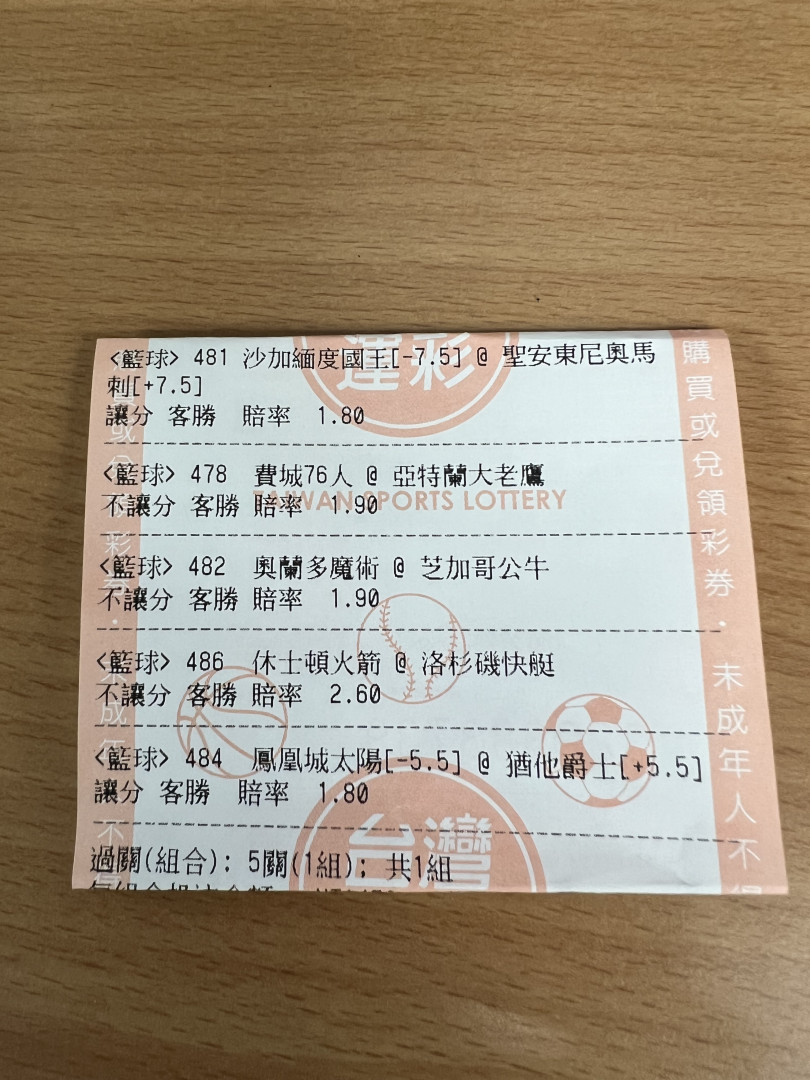 運彩
<籃球> 481 沙加緬度國王[-7.5] @ 聖安東尼奧馬
刺[+7.5]
讓分 客勝 賠率 1.80
<籃球> 478 費城76人 @ 亞特蘭大老鷹
TAIWAN SPORTS LOTTERY
不讓分 客勝 賠率 1.90
<籃球> 482 奧蘭多魔術 @ 芝加哥公牛
不讓分 客勝 賠率 1.90
<籃球> 486 休士頓火箭 @ 洛杉磯快艇
不讓分 客勝 賠率 2.60
<籃球> 484 鳳凰城太陽[-5.5] @ 猶他爵士[+5.5]
讓分 客勝 賠率 1.80
台灣
過關(組合): 5關(1組); 共1組
購買或兌領彩券．未成年人不得